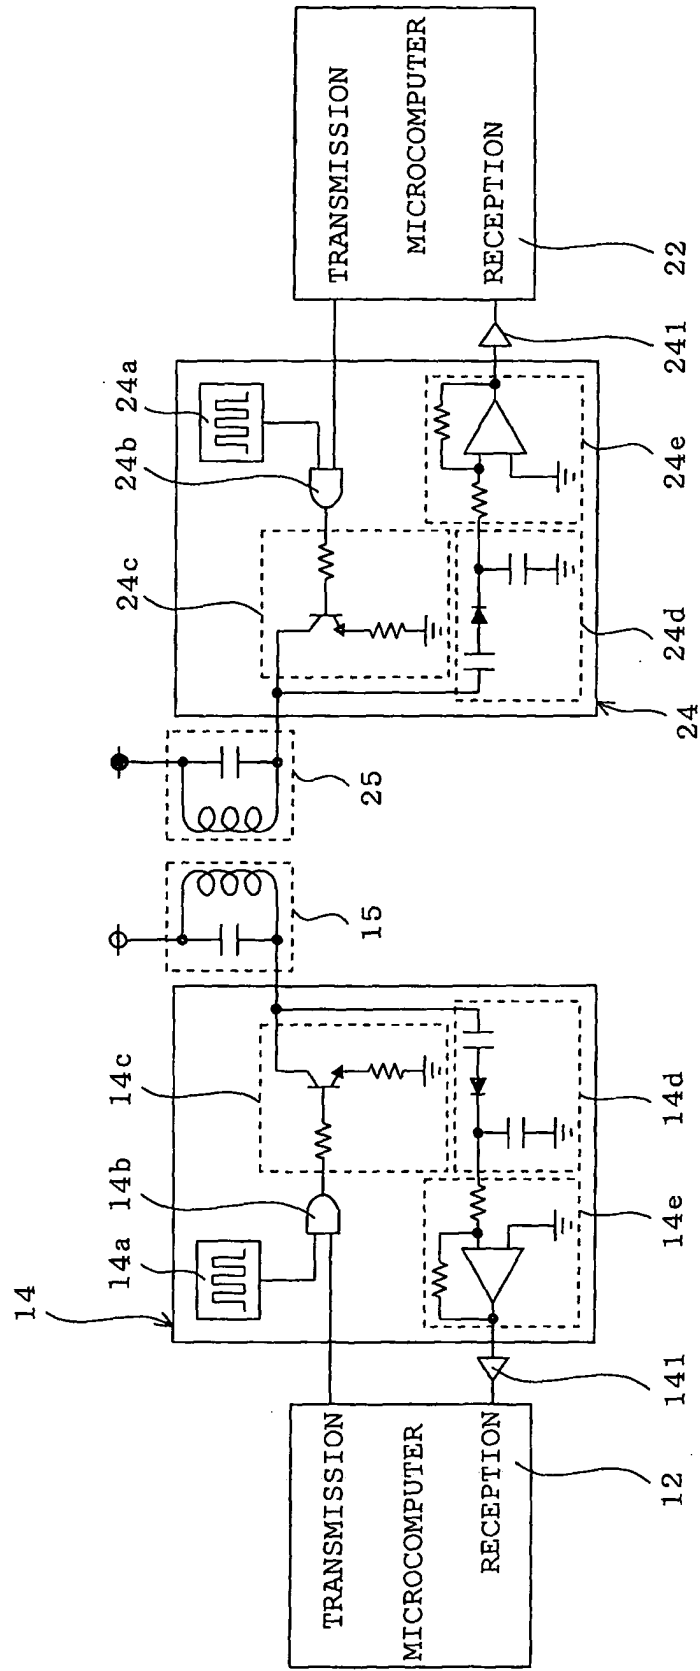 14
14a
14b
14c
TRANSMISSION
MICROCOMPUTER
RECEPTION
12
141
14e
14d
15
25
24a
24b
24c
TRANSMISSION
MICROCOMPUTER
RECEPTION
22
241
24e
24d
24